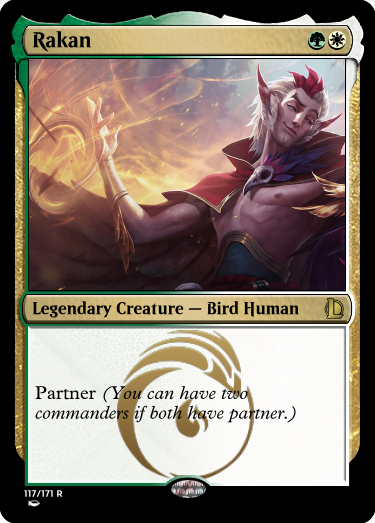 Rakan
Legendary Creature — Bird Human
Partner (You can have two
commanders if both have partner.)
117/171 R